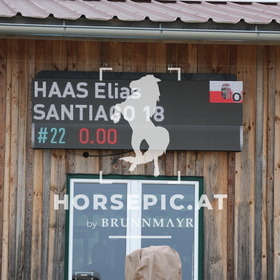 HAAS Elias
SANTIAGO 18
#22 0.00
HORSEPIC.AT
by BRUNNMAYR